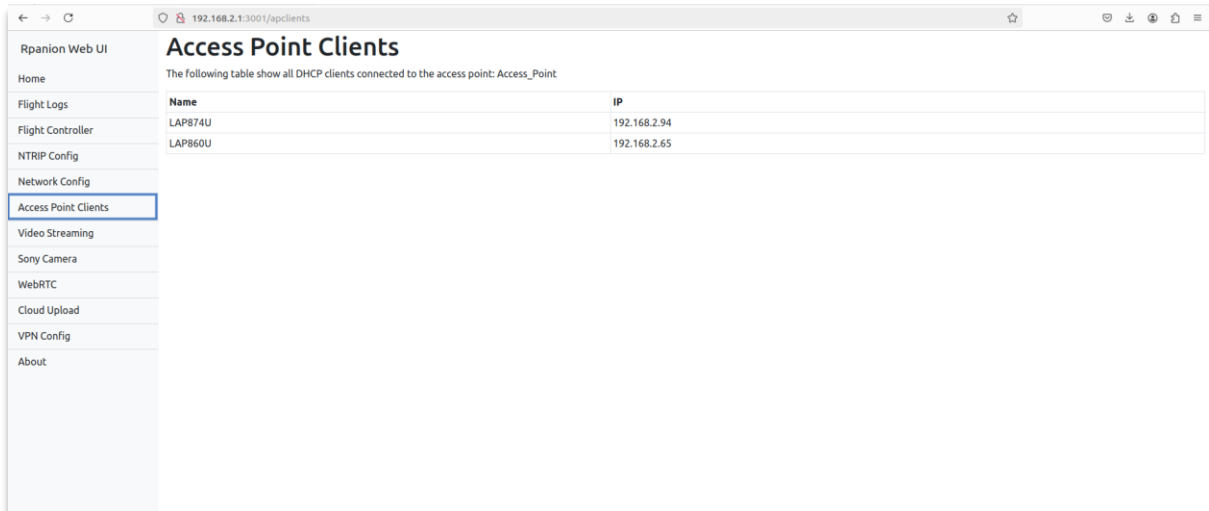 192.168.2.1:3001/apclients
Rpanion Web UI
Home
Flight Logs
Flight Controller
NTRIP Config
Network Config
Access Point Clients
Video Streaming
Sony Camera
WebRTC
Cloud Upload
VPN Config
About
Access Point Clients
The following table show all DHCP clients connected to the access point: Access_Point
Name IP
LAP874U 192.168.2.94
LAP860U 192.168.2.65